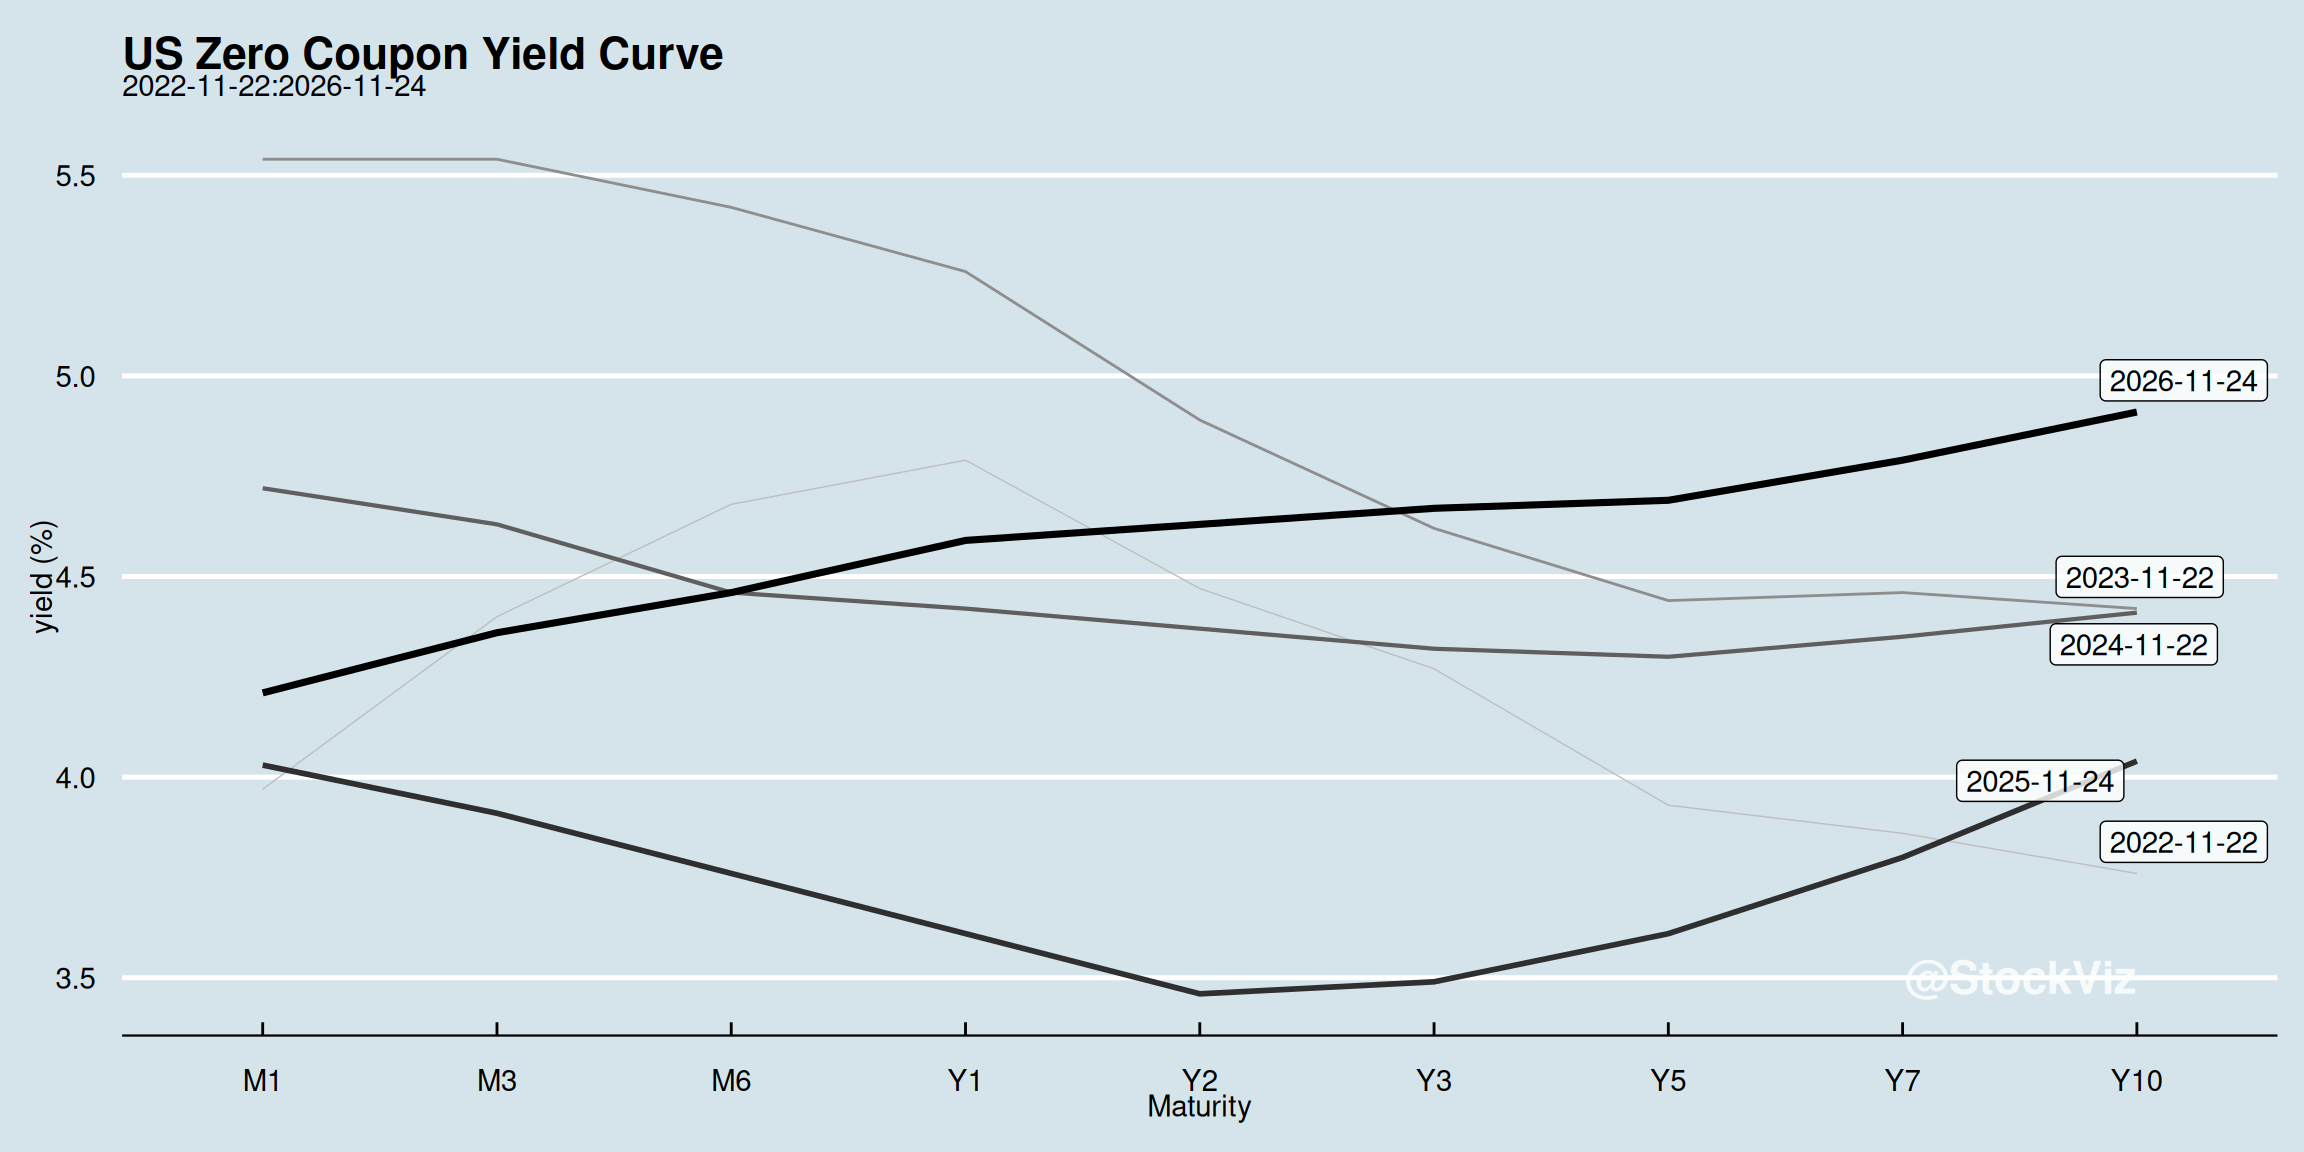 US Zero Coupon Yield Curve
2022-11-22:2026-11-24
yield (%)
5.5
5.0
4.5
4.0
3.5
2026-11-24
2023-11-22
2024-11-22
2025-11-24
2022-11-22
@StockViz
M1 M3 M6 Y1 Y2 Y3 Y5 Y7 Y10
Maturity